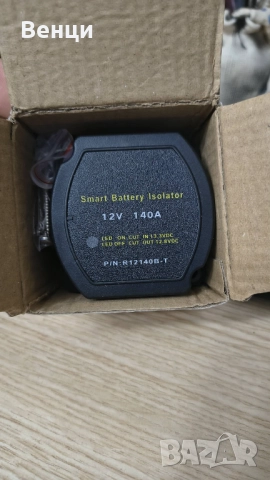 Венци
Smart Battery Isolator
12V 140A
LED ON CUT IN 13.3VDC
LED OFF CUT OUT 12.8VDC
P/N:R12140B-T
BAZAR
bg